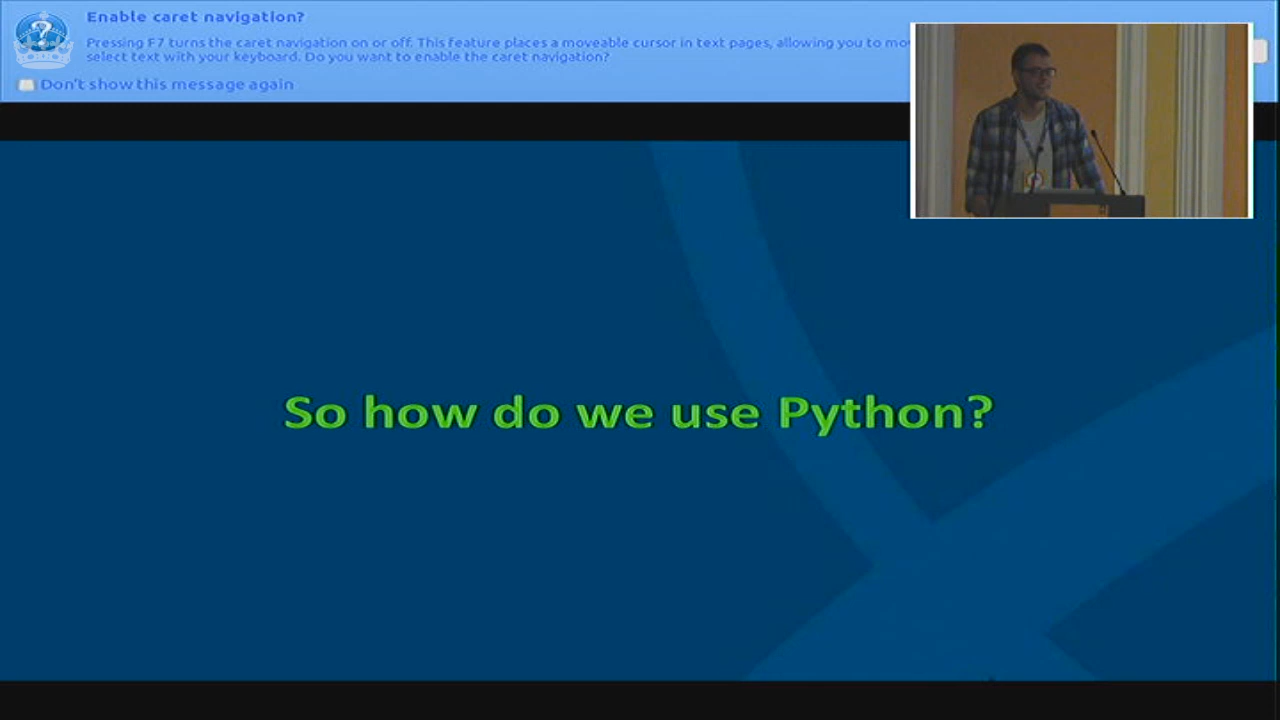 Enable caret navigation?
Pressing F7 turns the caret navigation on or off. This feature places a moveable cursor in text pages, allowing you to mo
select text with your keyboard. Do you want to enable the caret navigation?
Don't show this message again
So how do we use Python?